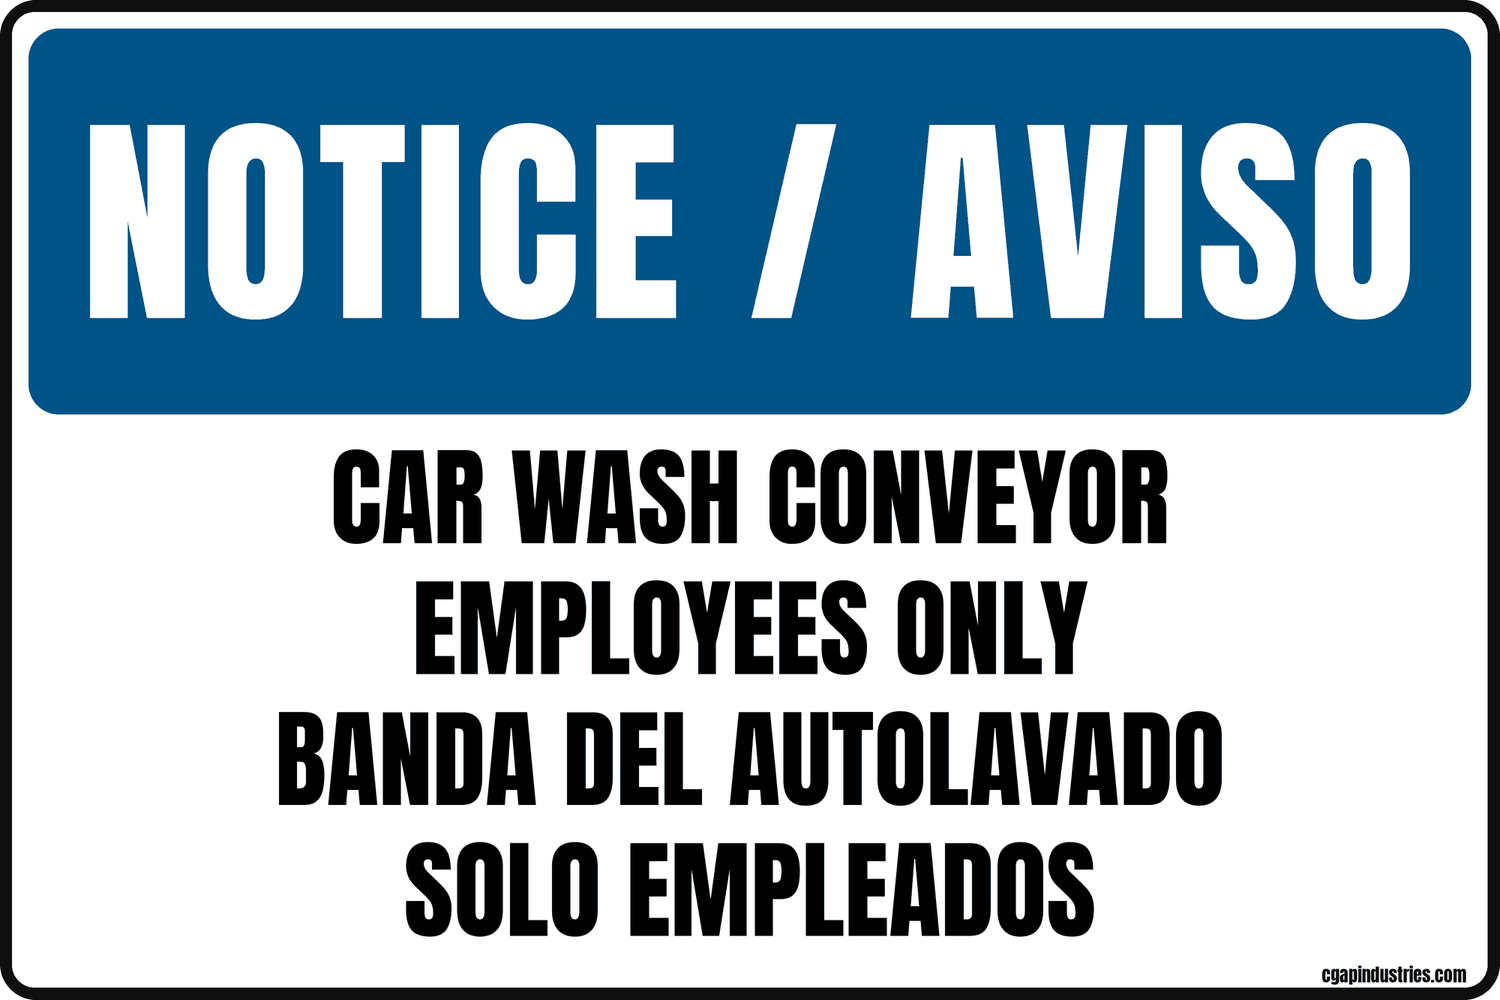 NOTICE / AVISO
CAR WASH CONVEYOR
EMPLOYEES ONLY
BANDA DEL AUTOLAVADO
SOLO EMPLEADOS
cgapindustries.com